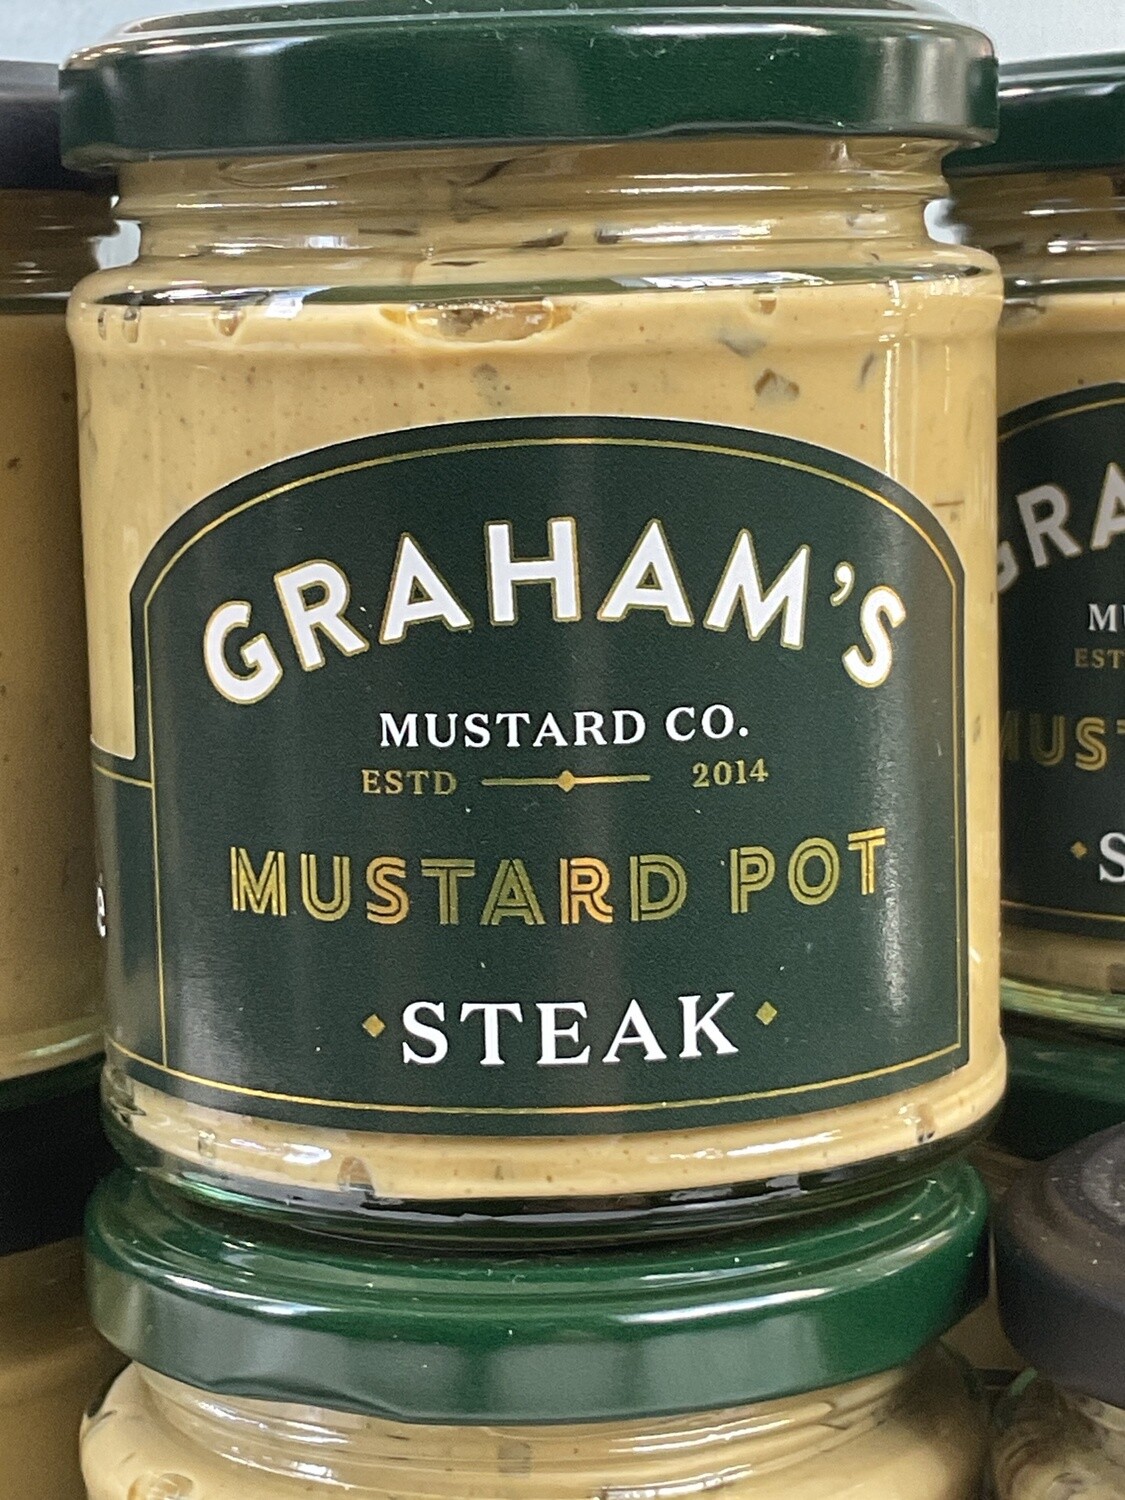 GRAHAM'S
MUSTARD CO.
ESTD 2014
MUSTARD POT
STEAK